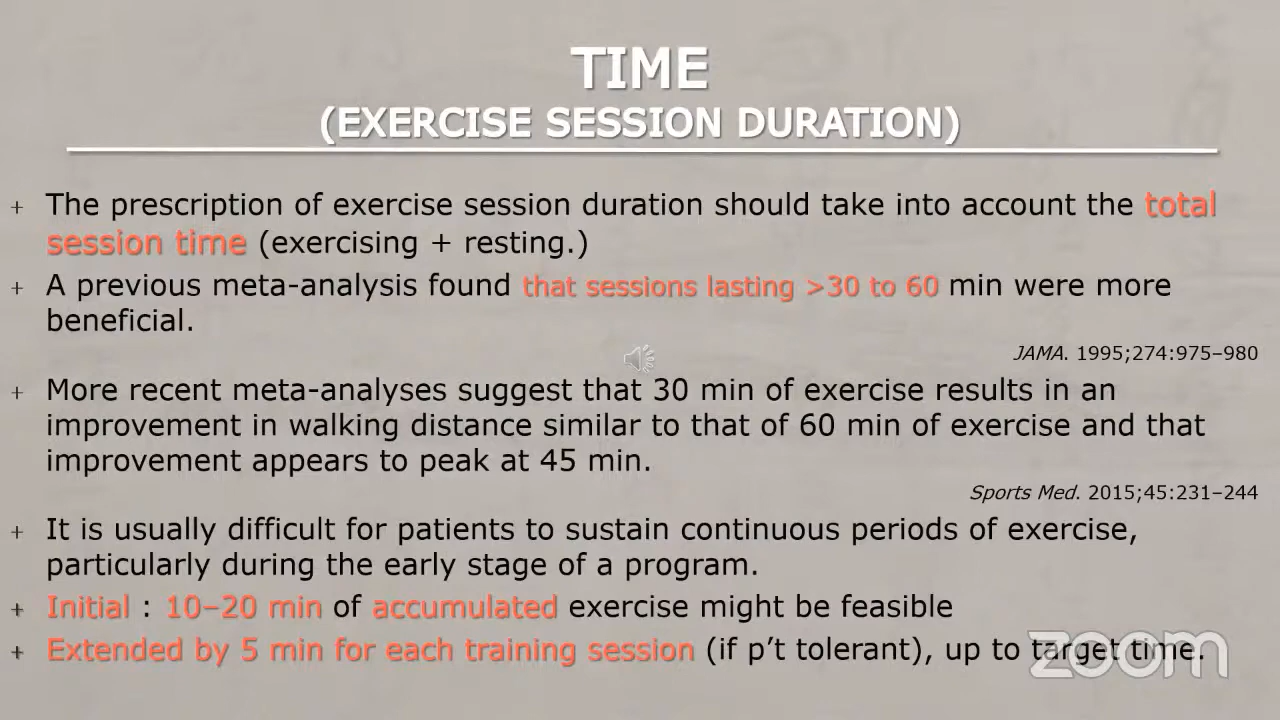 TIME
(EXERCISE SESSION DURATION)
+ The prescription of exercise session duration should take into account the total
session time (exercising + resting.)
+ A previous meta-analysis found that sessions lasting >30 to 60 min were more
beneficial.
JAMA. 1995;274:975–980
+ More recent meta-analyses suggest that 30 min of exercise results in an
improvement in walking distance similar to that of 60 min of exercise and that
improvement appears to peak at 45 min.
Sports Med. 2015;45:231–244
+ It is usually difficult for patients to sustain continuous periods of exercise,
particularly during the early stage of a program.
+ Initial : 10–20 min of accumulated exercise might be feasible
+ Extended by 5 min for each training session (if p’t tolerant), up to target time.
zoom